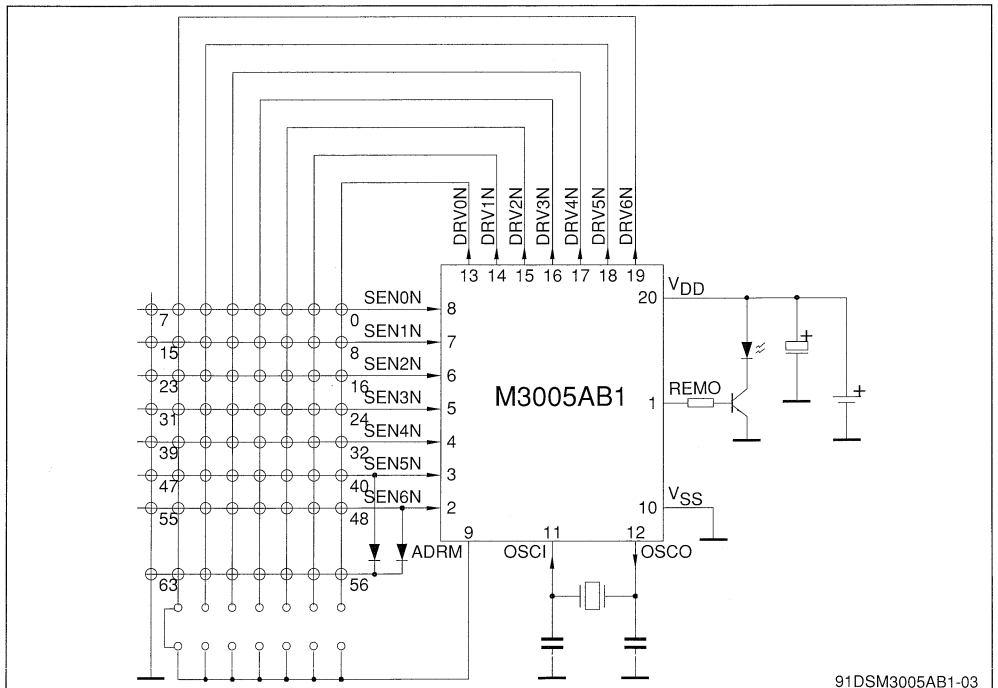 DRV0N
DRV1N
DRV2N
DRV3N
DRV4N
DRV5N
DRV6N
13 14 15 16 17 18 19
SEN0N
8
7
0
SEN1N
7
15
8
SEN2N
6
23
16
SEN3N
5
31
24
SEN4N
4
39
32
SEN5N
3
47
40
SEN6N
2
55
48
63
56
M3005AB1
20
VDD
+
+
1
REMO
10
VSS
9
ADRM
11
OSCI
12
OSCO
91DSM3005AB1-03